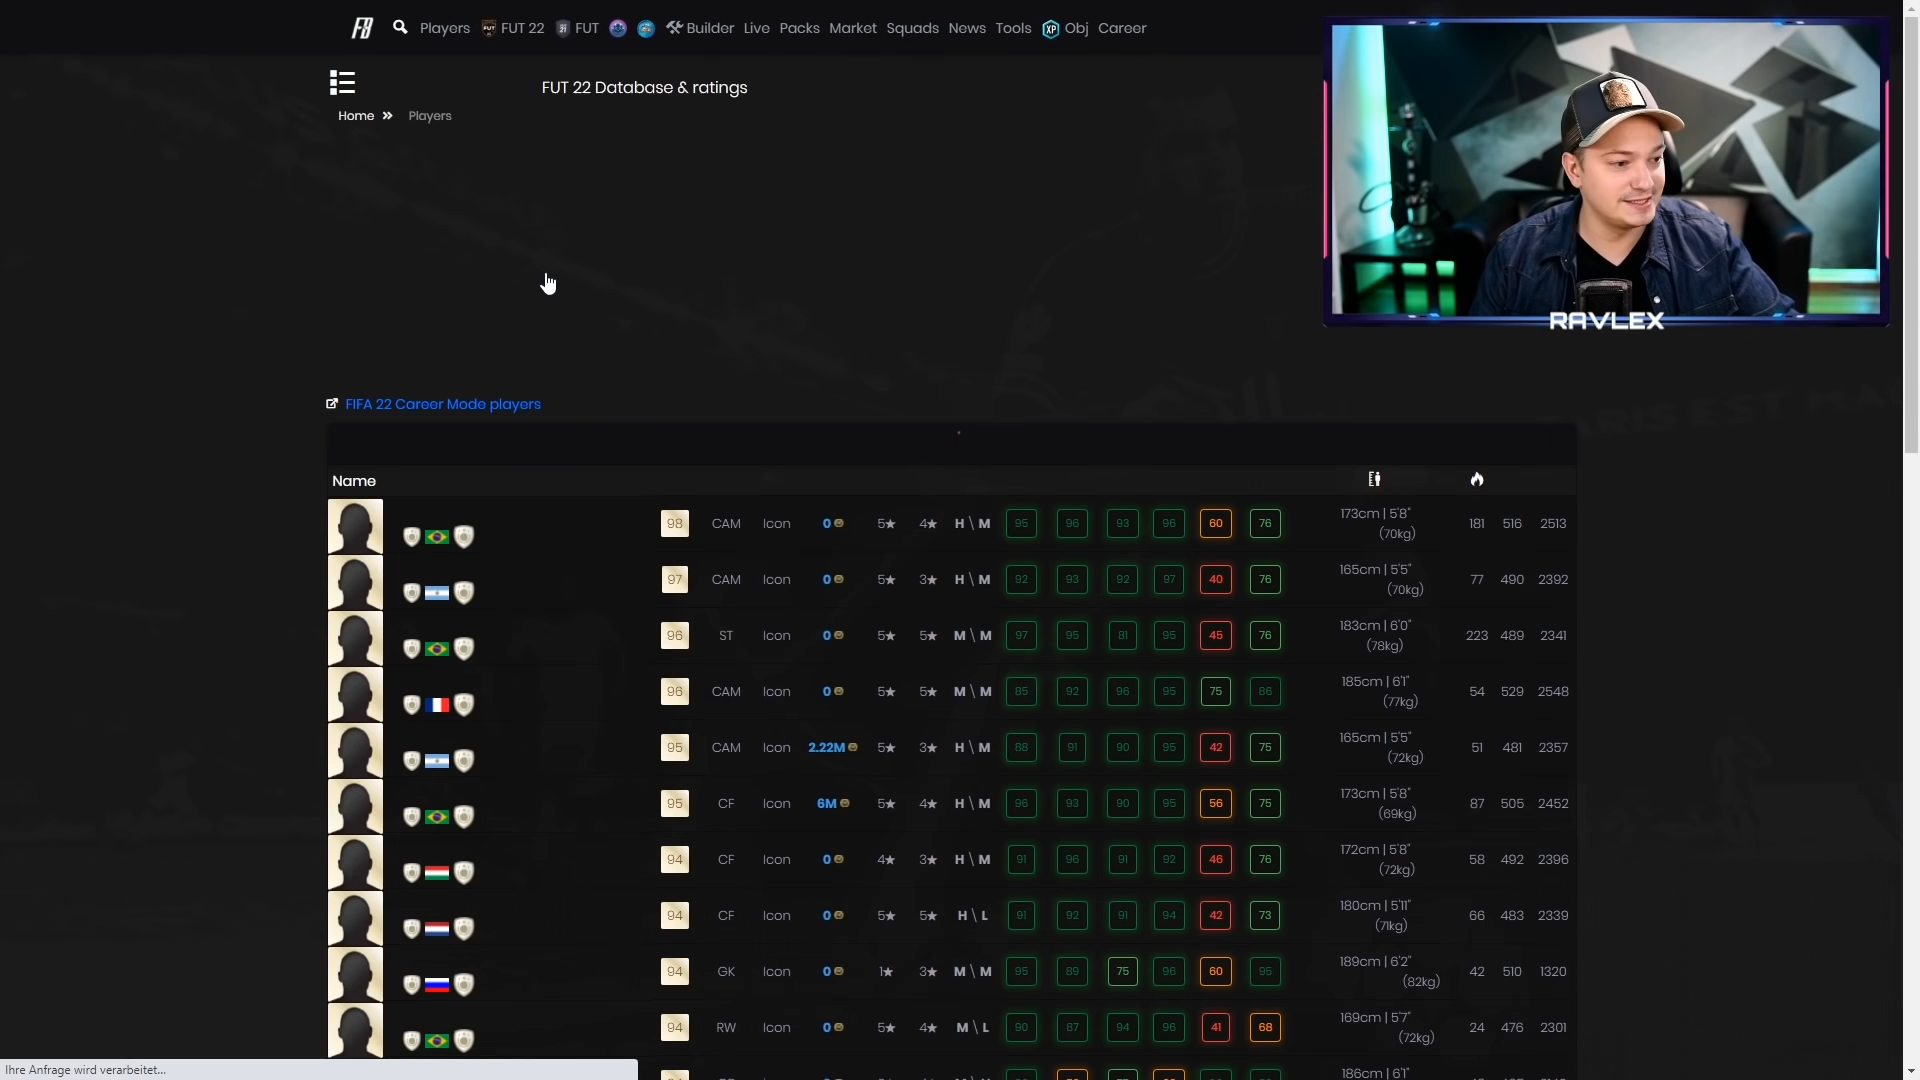 FB Players FUT 22 FUT Builder Live Packs Market Squads News Tools XP Obj Career
FUT 22 Database & ratings
Home » Players
RAVLEX
FIFA 22 Career Mode players
Name
98 CAM Icon 0 5★ 4★ H \ M 95 96 93 96 60 76 173cm | 5'8" (70kg) 181 516 2513
97 CAM Icon 0 5★ 3★ H \ M 92 93 92 97 40 76 165cm | 5'5" (70kg) 77 490 2392
96 ST Icon 0 5★ 5★ M \ M 97 95 81 95 45 76 183cm | 6'0" (78kg) 223 489 2341
96 CAM Icon 0 5★ 5★ M \ M 85 92 96 95 75 86 185cm | 6'1" (77kg) 54 529 2548
95 CAM Icon 2.22M 5★ 3★ H \ M 88 91 90 95 42 75 165cm | 5'5" (72kg) 51 481 2357
95 CF Icon 6M 5★ 4★ H \ M 96 93 90 95 56 75 173cm | 5'8" (69kg) 87 505 2452
94 CF Icon 0 4★ 3★ H \ M 91 96 91 92 46 76 172cm | 5'8" (72kg) 58 492 2396
94 CF Icon 0 5★ 5★ H \ L 91 92 91 94 42 73 180cm | 5'11" (71kg) 66 483 2339
94 GK Icon 0 1★ 3★ M \ M 95 89 75 96 60 95 189cm | 6'2" (82kg) 42 510 1320
94 RW Icon 0 5★ 4★ M \ L 90 87 94 96 41 68 169cm | 5'7" (72kg) 24 476 2301
186cm | 6'1"
Ihre Anfrage wird verarbeitet...